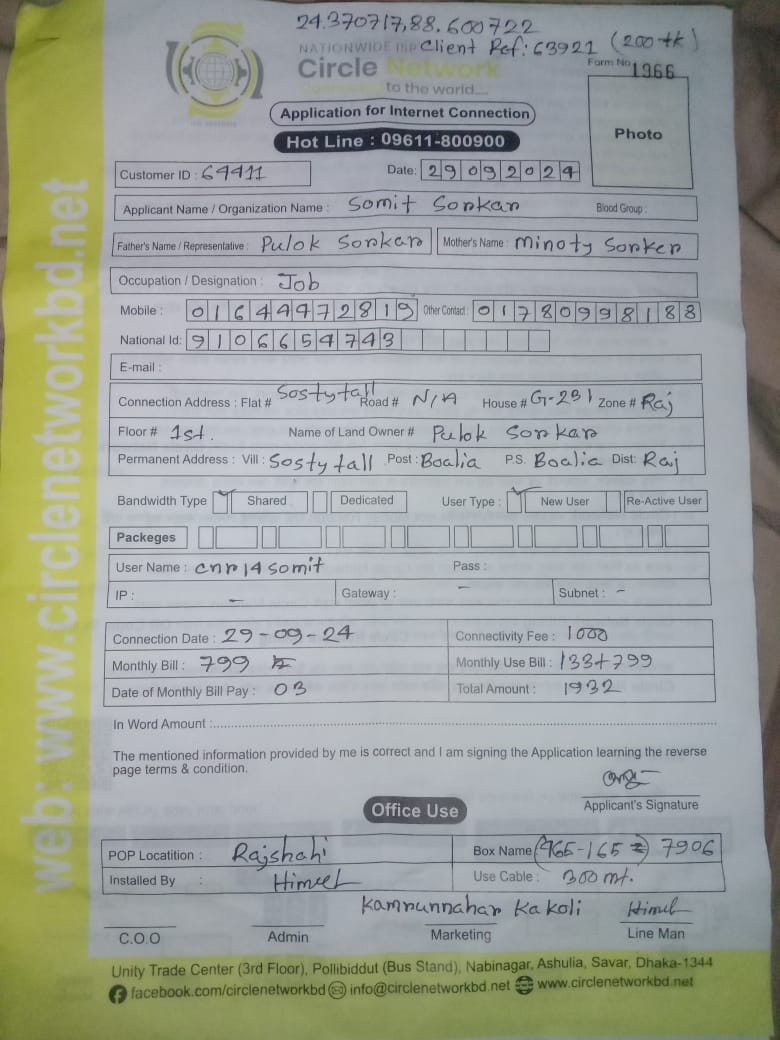 24.370717,88.600722
NATIONWIDE ISP Client Ref: 63921 (200 tk)
Circle Network
Connected to the world....
Form No 1966
Application for Internet Connection
Hot Line : 09611-800900
Photo
Customer ID : 64411
Date: 29092024
Applicant Name / Organization Name : Somit Sorkar Blood Group :
Father's Name / Representative : Pulok Sorkar Mother's Name : Minoty Sorker
Occupation / Designation : Job
Mobile : 01644472819 Other Contact : 01780998188
National Id: 9106654743
E-mail :
Connection Address : Flat # Sostytall Road # N/A House # G-231 Zone # Raj
Floor # 1st. Name of Land Owner # Pulok Sorkar
Permanent Address : Vill : Sosty tall Post : Boalia P.S. Boalia Dist: Raj
Bandwidth Type Shared Dedicated User Type : New User Re-Active User
Packeges
User Name : cnr14somit Pass :
IP : - Gateway : - Subnet : -
Connection Date : 29-09-24 Connectivity Fee : 1000
Monthly Bill : 799 Monthly Use Bill : 133+799
Date of Monthly Bill Pay : 03 Total Amount : 1932
In Word Amount :
The mentioned information provided by me is correct and I am signing the Application learning the reverse
page terms & condition.
Applicant's Signature
Office Use
POP Locatition : Rajshahi Box Name (965-165=) 7906
Installed By : Himel Use Cable : 300 mt.
Kamrunnahar Kakoli Himel
C.O.O Admin Marketing Line Man
Unity Trade Center (3rd Floor), Pollibiddut (Bus Stand), Nabinagar, Ashulia, Savar, Dhaka-1344
facebook.com/circlenetworkbd info@circlenetworkbd.net www.circlenetworkbd.net
web: www.circlenetworkbd.net